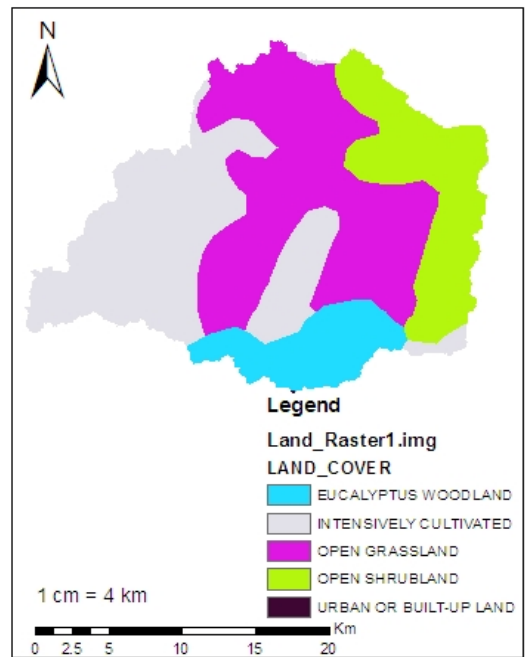 N
Legend
Land_Raster1.img
LAND_COVER
EUCALYPTUS WOODLAND
INTENSIVELY CULTIVATED
OPEN GRASSLAND
OPEN SHRUBLAND
URBAN OR BUILT-UP LAND
1 cm = 4 km
Km
0 2.5 5 10 15 20